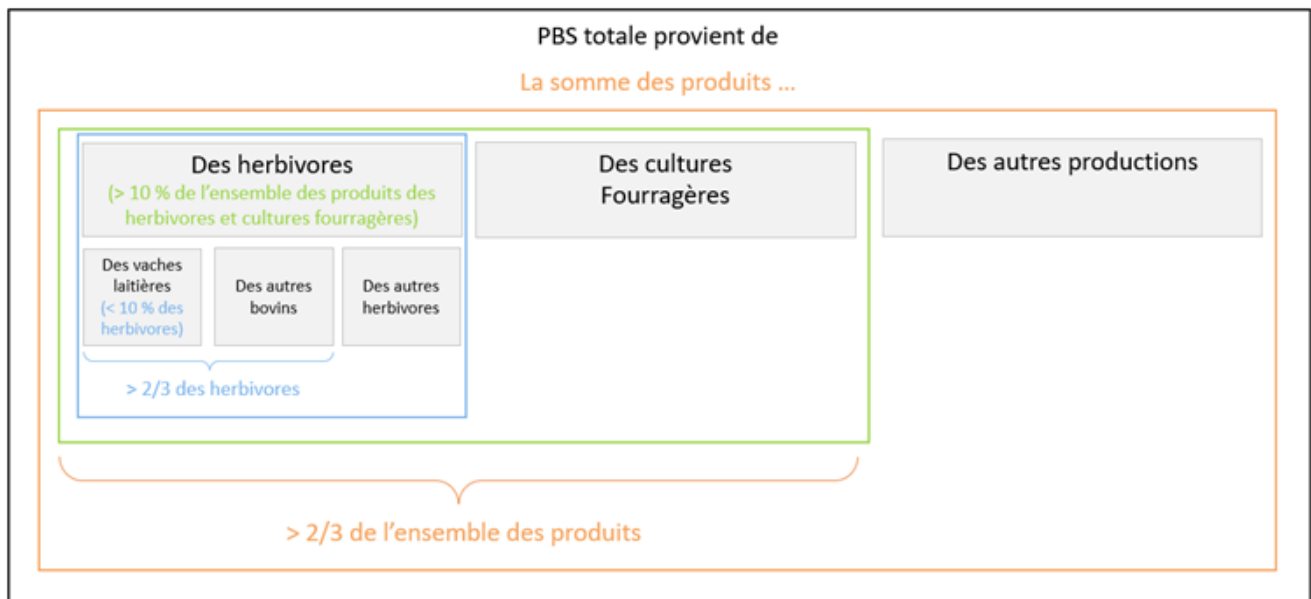 PBS totale provient de
La somme des produits ...
Des herbivores
(> 10 % de l'ensemble des produits des
herbivores et cultures fourragères)
Des cultures
Fourragères
Des autres productions
Des vaches
laitières
(< 10 % des
herbivores)
Des autres
bovins
Des autres
herbivores
> 2/3 des herbivores
> 2/3 de l'ensemble des produits